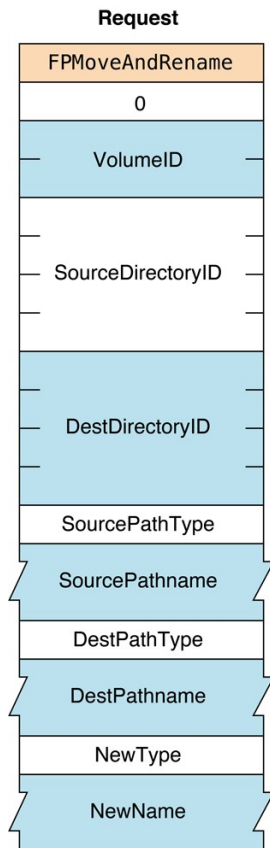 Request
FPMoveAndRename
0
VolumeID
SourceDirectoryID
DestDirectoryID
SourcePathType
SourcePathname
DestPathType
DestPathname
NewType
NewName